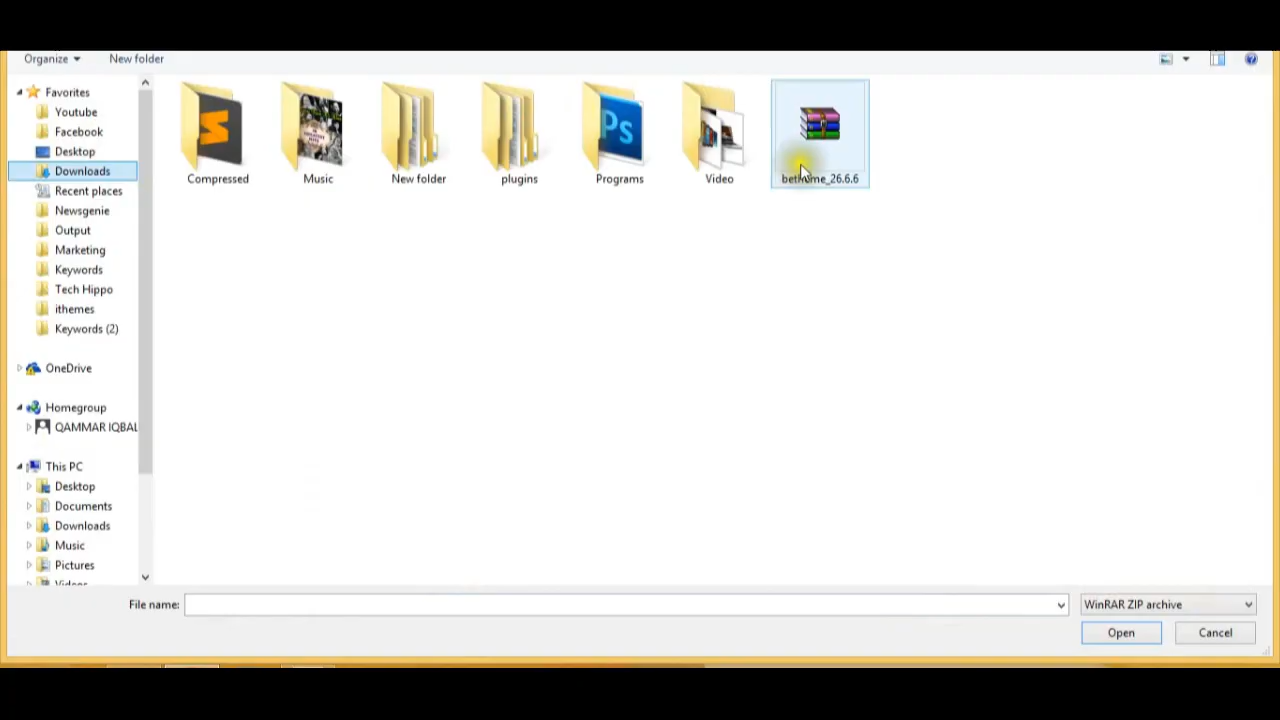 Organize
New folder
Favorites
Youtube
Facebook
Desktop
Downloads
Recent places
Newsgenie
Output
Marketing
Keywords
Tech Hippo
ithemes
Keywords (2)
OneDrive
Homegroup
QAMMAR IQBAL
This PC
Desktop
Documents
Downloads
Music
Pictures
Videos
Compressed
Music
New folder
plugins
Ps
Programs
Video
betheme_26.6.6
File name:
WinRAR ZIP archive
Open
Cancel